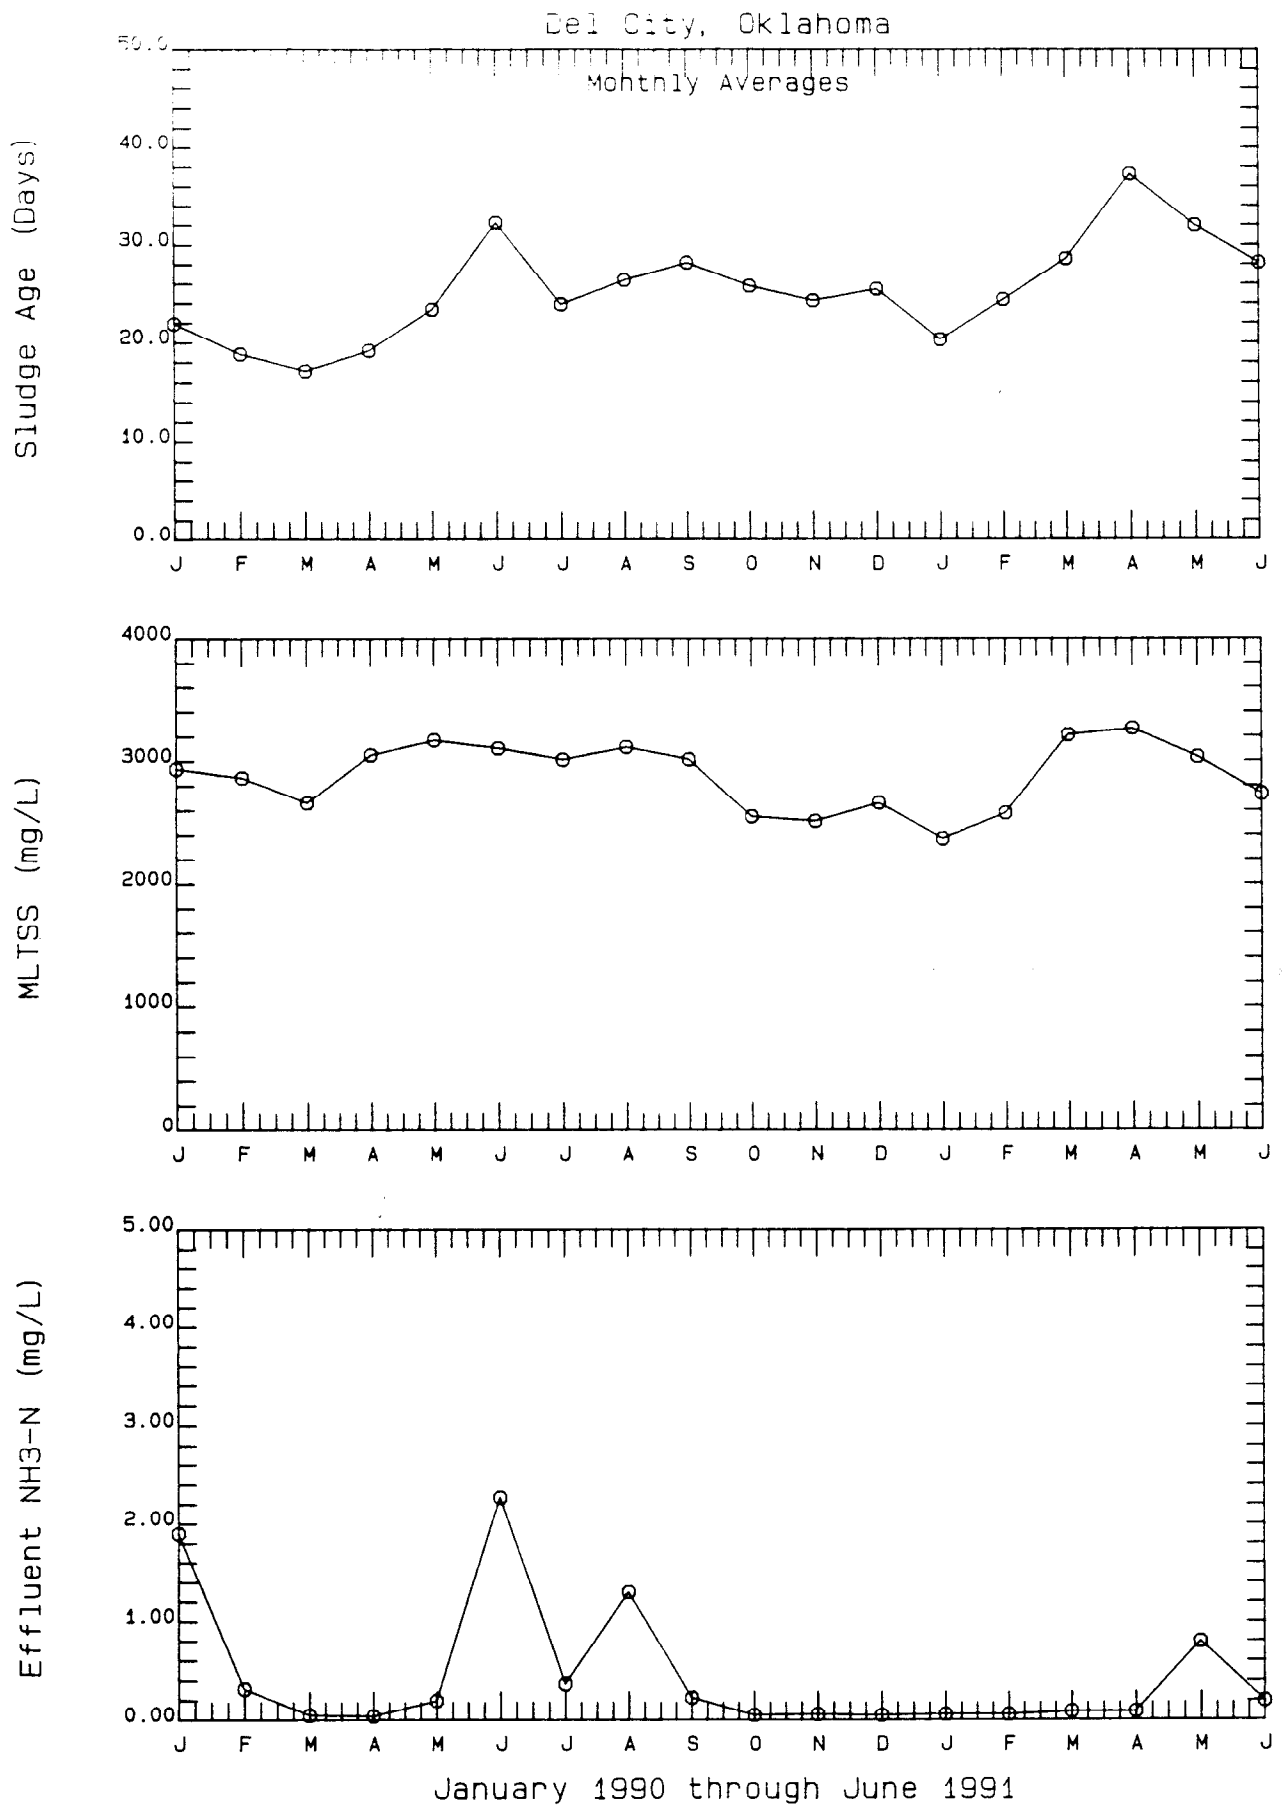 Del City, Oklahoma
Monthly Averages
Sludge Age (Days)
50.0
40.0
30.0
20.0
10.0
0.0
J F M A M J J A S O N D J F M A M J
MLTSS (mg/L)
4000
3000
2000
1000
0
J F M A M J J A S O N D J F M A M J
Effluent NH3-N (mg/L)
5.00
4.00
3.00
2.00
1.00
0.00
J F M A M J J A S O N D J F M A M J
January 1990 through June 1991